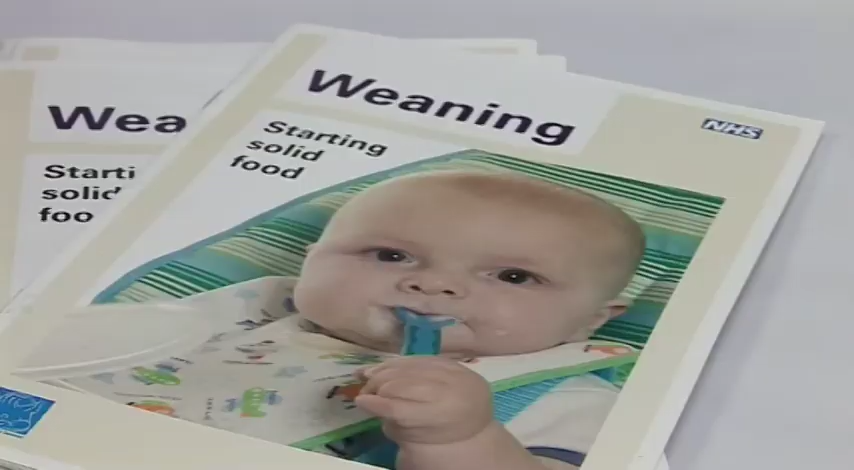 Weaning
Starting
solid
food
NHS
Wea
Starti
solid
foo